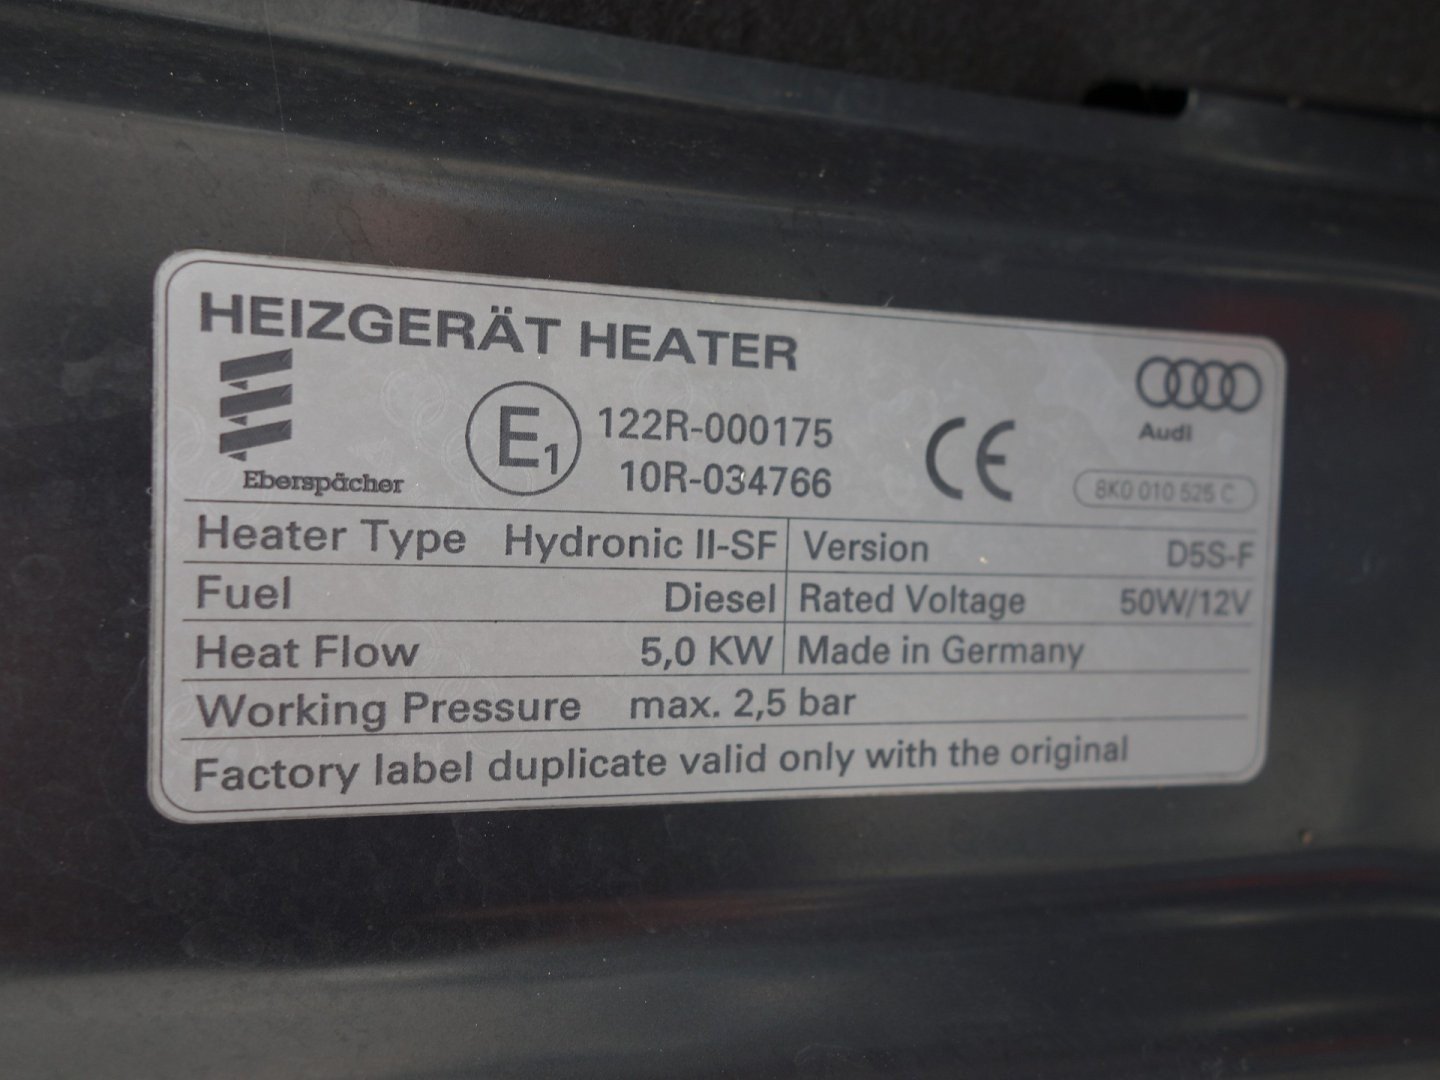 HEIZGERÄT HEATER
Eberspächer
E1
122R-000175
10R-034766
CE
Audi
8K0 010 525 C
Heater Type Hydronic II-SF Version D5S-F
Fuel Diesel Rated Voltage 50W/12V
Heat Flow 5,0 KW Made in Germany
Working Pressure max. 2,5 bar
Factory label duplicate valid only with the original